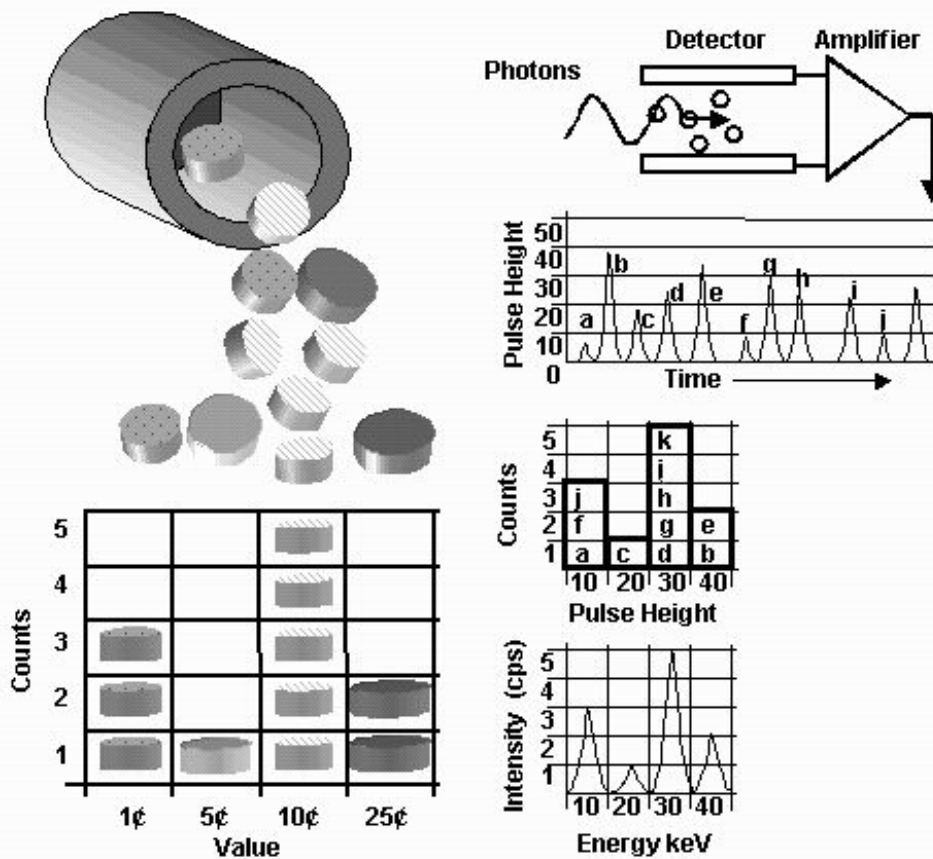 Detector
Amplifier
Photons
Pulse Height
50
40
30
20
10
0
a
b
c
d
e
f
g
h
i
j
Time
Counts
5
4
3
2
1
k
j i
f h
g e
a c d b
10 20 30 40
Pulse Height
Counts
5
4
3
2
1
1¢ 5¢ 10¢ 25¢
Value
Intensity (cps)
5
4
3
2
1
10 20 30 40
Energy keV